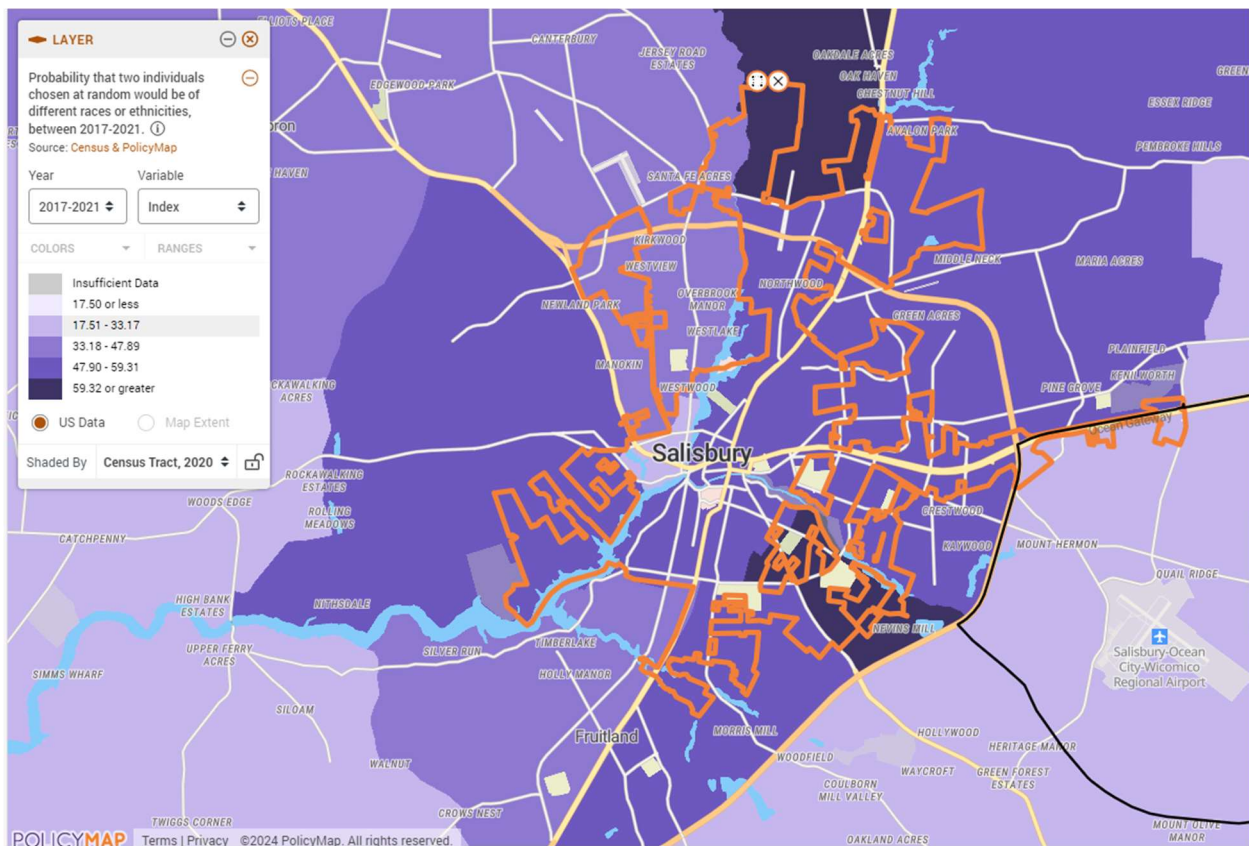 LAYER
Probability that two individuals
chosen at random would be of
different races or ethnicities,
between 2017-2021.
Source: Census & PolicyMap
Year Variable
2017-2021 Index
COLORS RANGES
Insufficient Data
17.50 or less
17.51 - 33.17
33.18 - 47.89
47.90 - 59.31
59.32 or greater
US Data Map Extent
Shaded By Census Tract, 2020
CANTERBURY
JERSEY ROAD
ESTATES
OAKDALE ACRES
OAK HAVEN
CHESTNUT HILL
EDGEWOOD PARK
ESSEX RIDGE
AVALON PARK
PEMBROKE HILLS
SANTA FE ACRES
KIRKWOOD
WESTVIEW
MIDDLE NECK
MARIA ACRES
NORTHWOOD
OVERBROOK
MANOR
NEWLAND PARK
GREEN ACRES
WESTLAKE
PLAINFIELD
MANOKIN
KENILWORTH
WESTWOOD
PINE GROVE
Ocean Gateway
Salisbury
ROCKAWALKING
ESTATES
WOODS EDGE
ROLLING
MEADOWS
CRESTWOOD
CATCHPENNY
KAYWOOD
MOUNT HERMON
QUAIL RIDGE
HIGH BANK
ESTATES
NITHSDALE
NEVINS MILL
TIMBERLAKE
UPPER FERRY
ACRES
SILVER RUN
Salisbury-Ocean
City-Wicomico
Regional Airport
SIMMS WHARF
HOLLY MANOR
SILOAM
Fruitland
MORRIS MILL
HOLLYWOOD
HERITAGE MANOR
WOODFIELD
WALNUT
WAYCROFT
GREEN FOREST
ESTATES
COULBORN
MILL VALLEY
CROWS NEST
TWIGGS CORNER
MOUNT OLIVE
MANOR
OAKLAND ACRES
POLICYMAP Terms | Privacy ©2024 PolicyMap. All rights reserved.